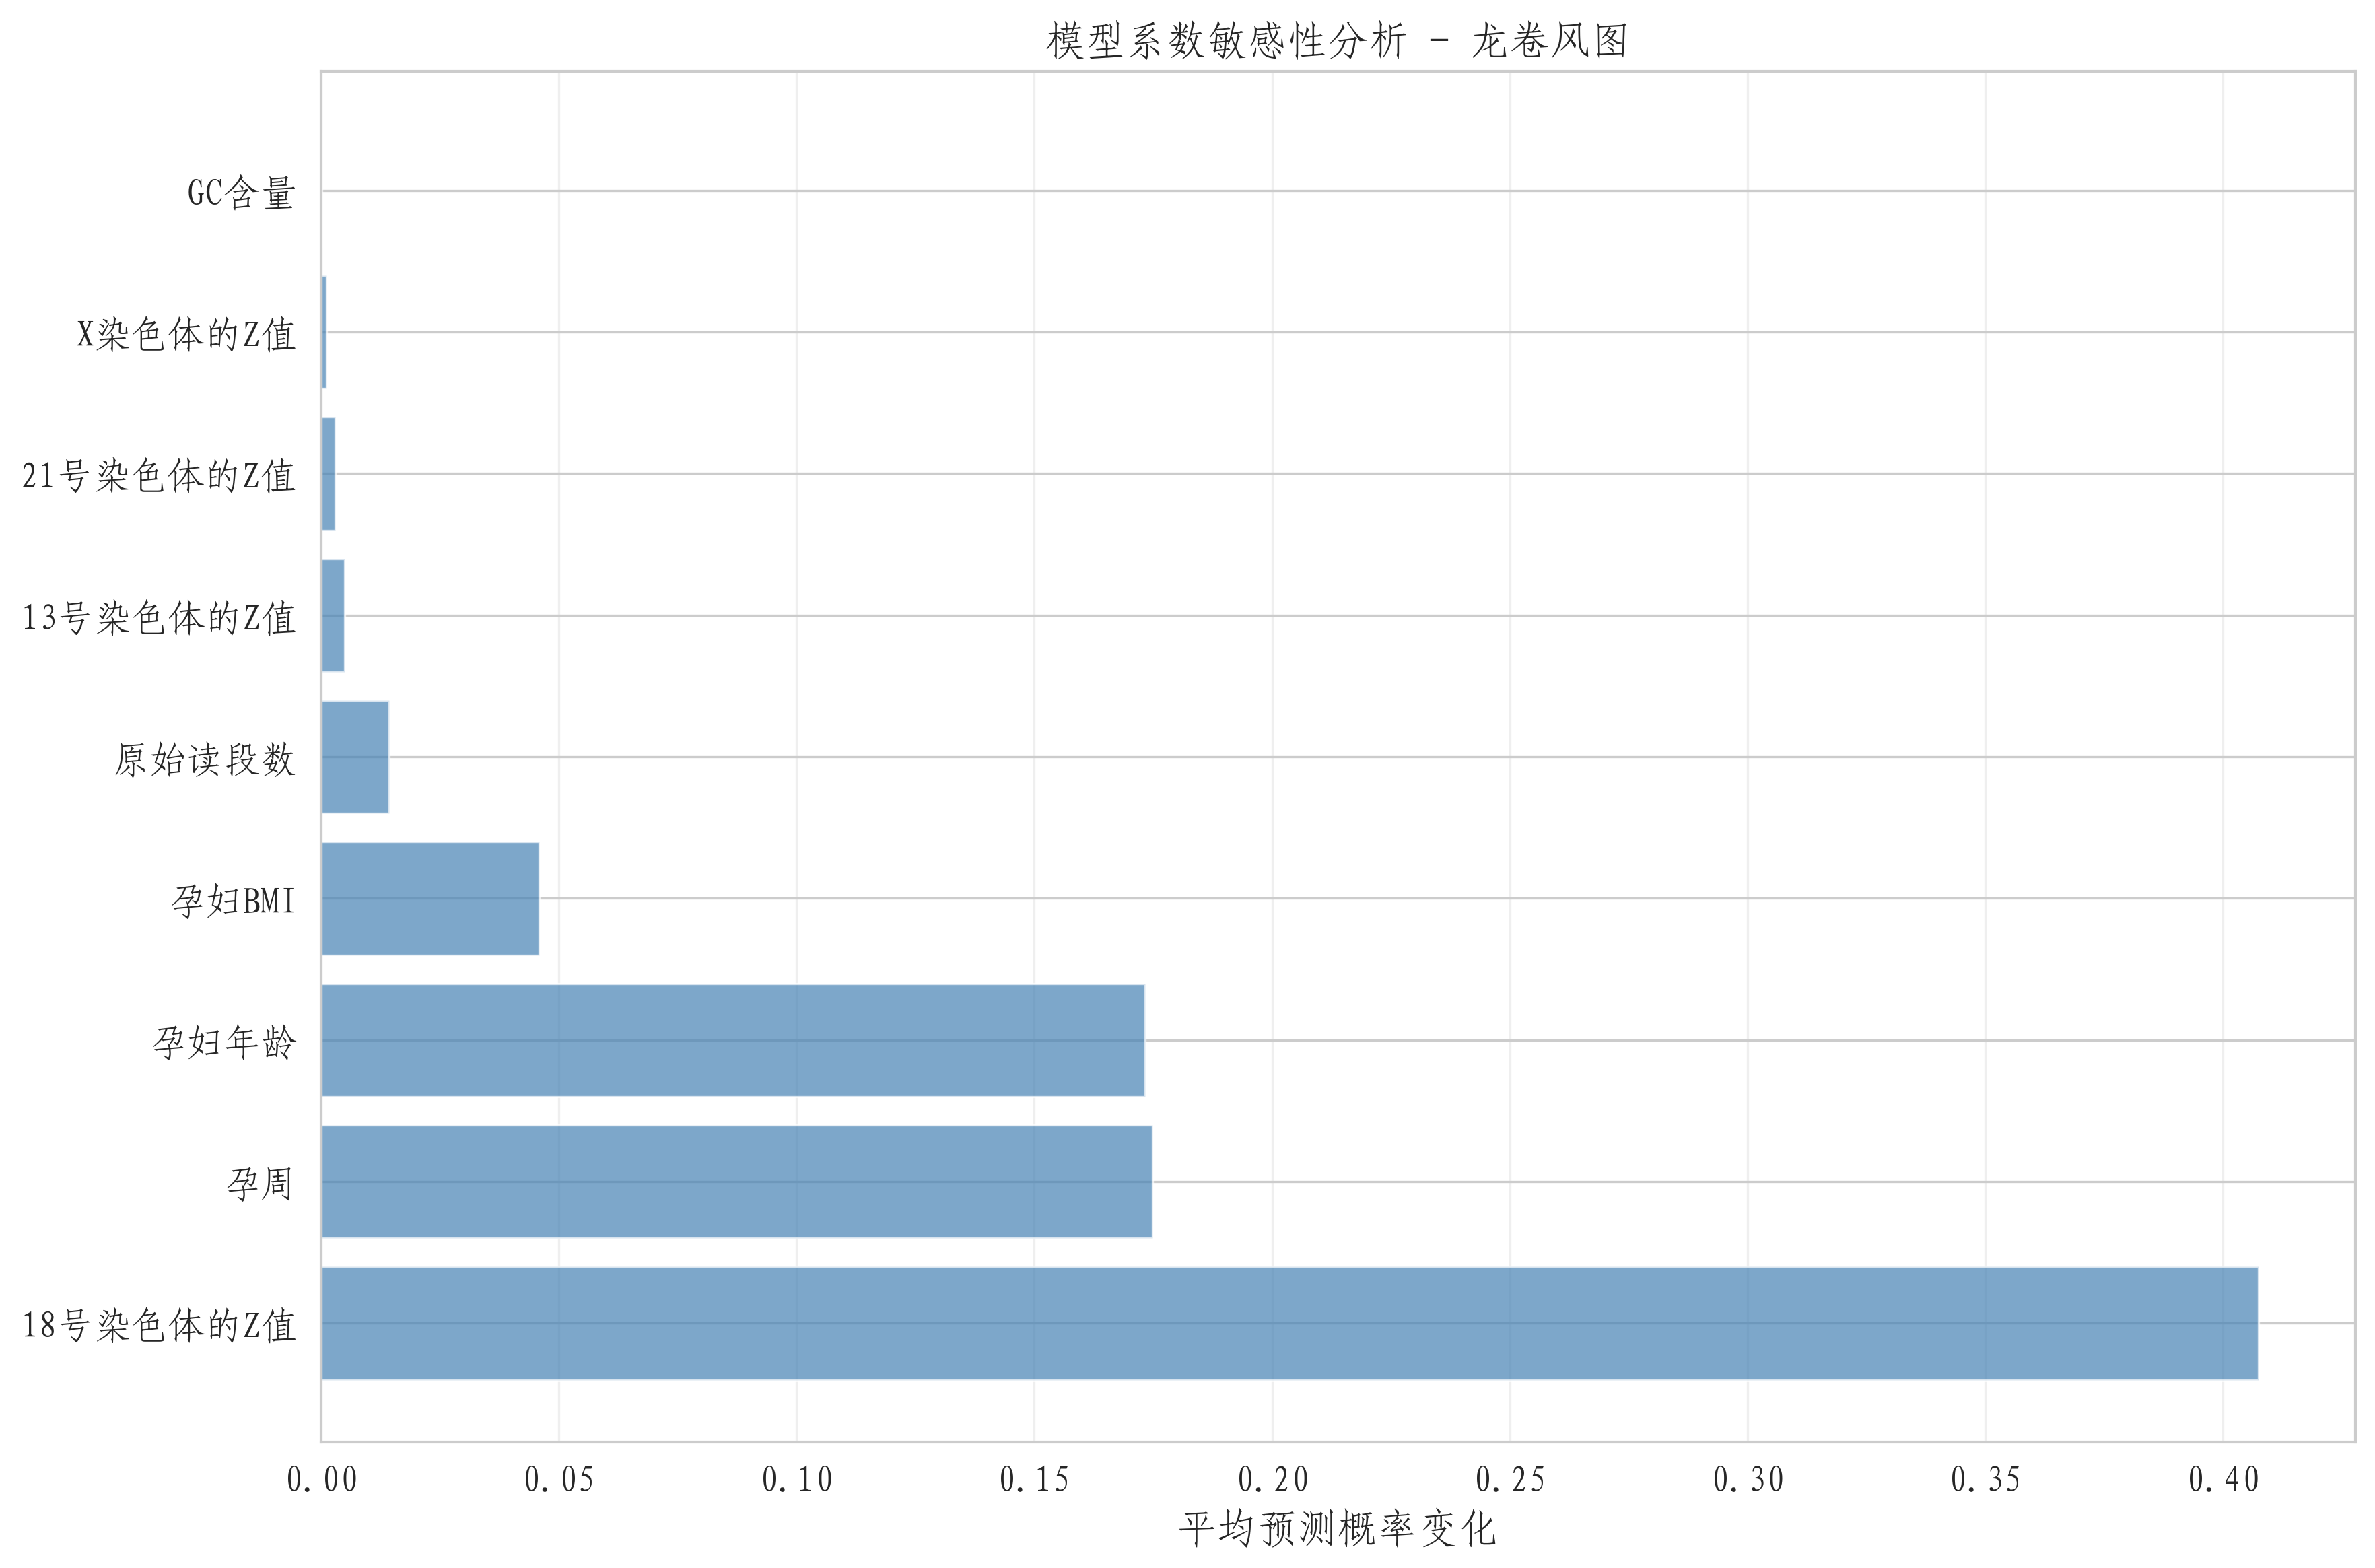 模型系数敏感性分析 - 龙卷风图
GC含量
X染色体的Z值
21号染色体的Z值
13号染色体的Z值
原始读段数
孕妇BMI
孕妇年龄
孕周
18号染色体的Z值
0.00 0.05 0.10 0.15 0.20 0.25 0.30 0.35 0.40
平均预测概率变化